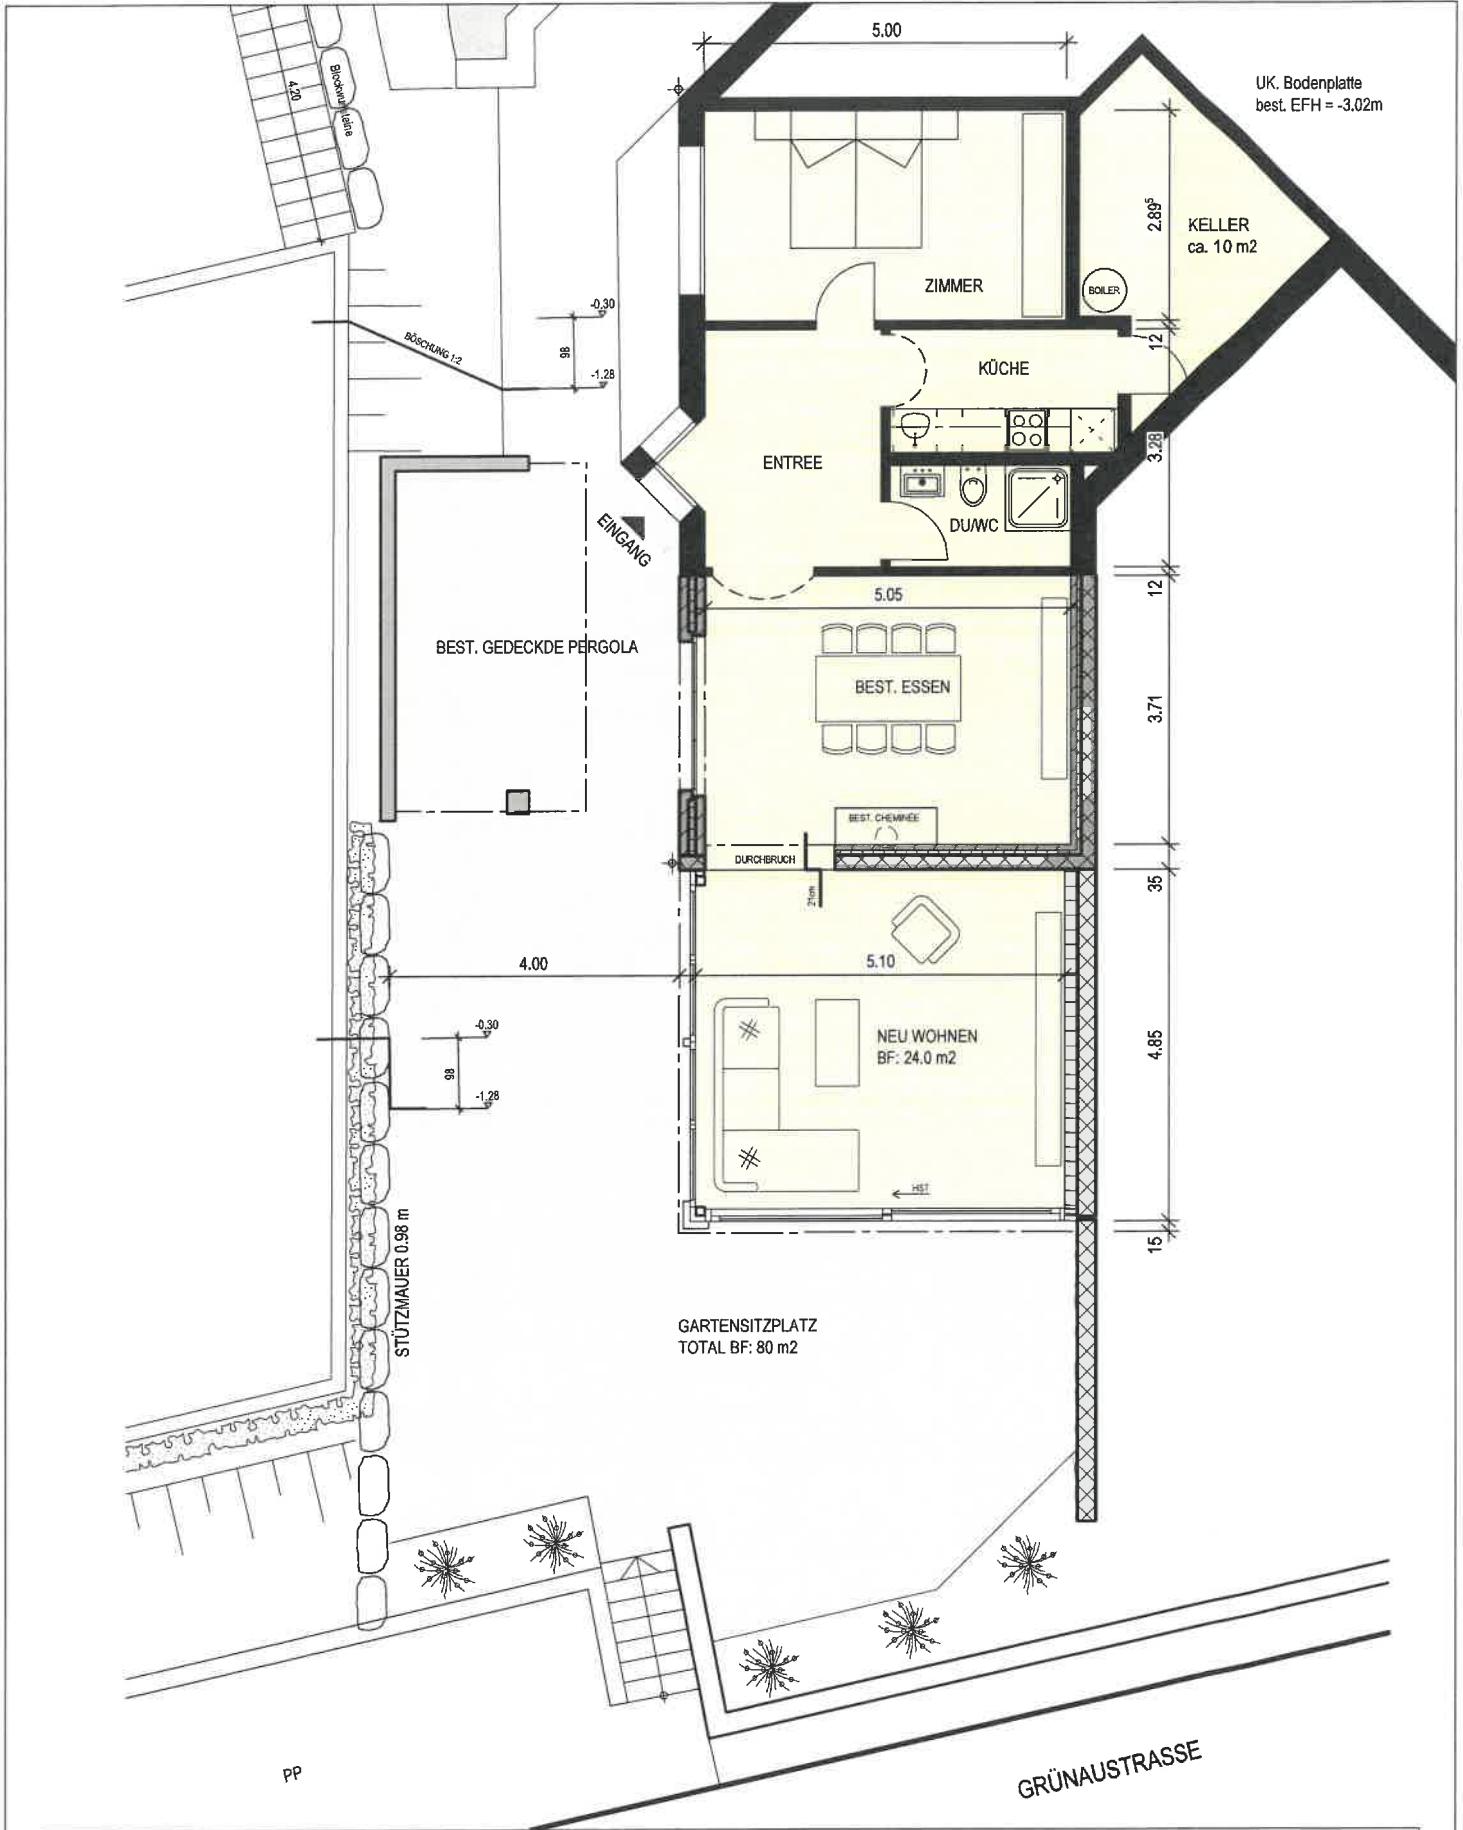 5.00
UK. Bodenplatte
best. EFH = -3.02m
4.20
2.89⁵
KELLER
ca. 10 m2
ZIMMER
BOILER
-0.30
BÖSCHUNG 1:2
98
-1.28
12
KÜCHE
3.28
ENTREE
DU/WC
EINGANG
12
5.05
BEST. GEDECKDE PERGOLA
BEST. ESSEN
3.71
BEST. CHEMINÉE
DURCHBRUCH
21cm
35
4.00
5.10
-0.30
NEU WOHNEN
BF: 24.0 m2
98
4.85
-1.28
HST
STÜTZMAUER 0.98 m
15
GARTENSITZPLATZ
TOTAL BF: 80 m2
PP
GRÜNAUSTRASSE